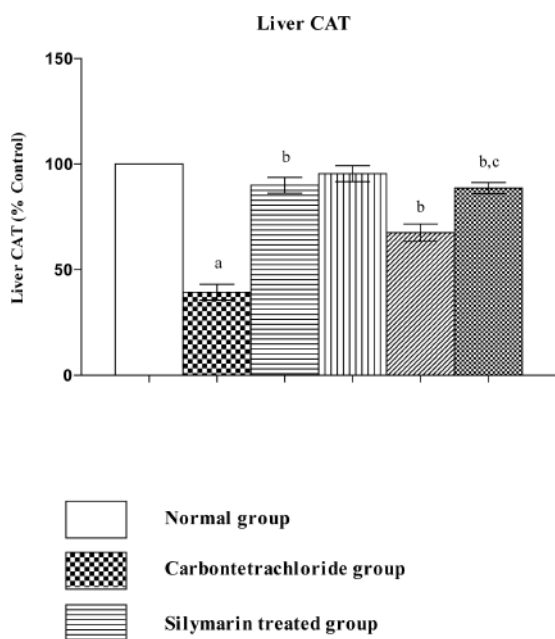 Liver CAT
Liver CAT (% Control)
150
100
50
0
a
b
b
b,c
Normal group
Carbontetrachloride group
Silymarin treated group